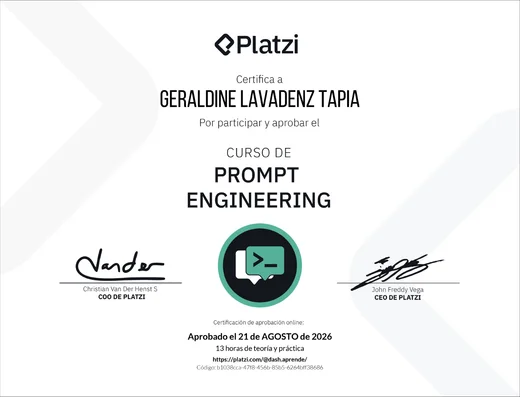 Platzi
Certifica a
GERALDINE LAVADENZ TAPIA
Por participar y aprobar el
CURSO DE
PROMPT
ENGINEERING
>_
Christian Van Der Henst S
COO DE PLATZI
John Freddy Vega
CEO DE PLATZI
Certificación de aprobación online:
Aprobado el 21 de AGOSTO de 2026
13 horas de teoría y práctica
https://platzi.com/@dash.aprende/
Código: